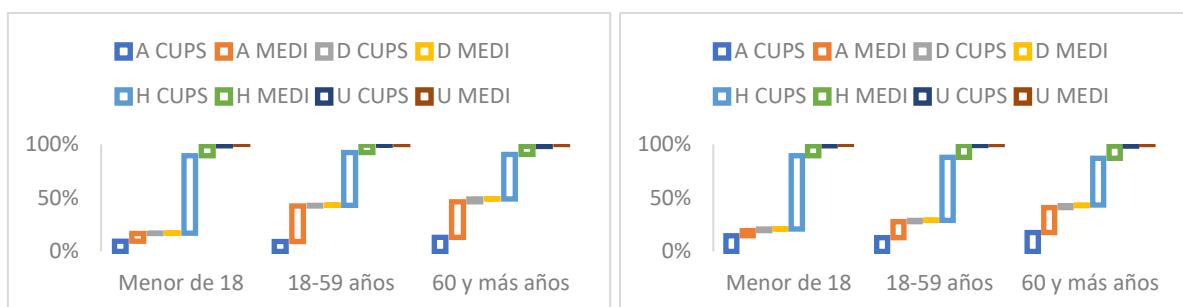 A CUPS A MEDI D CUPS D MEDI
H CUPS H MEDI U CUPS U MEDI
100%
50%
0%
Menor de 18 18-59 años 60 y más años
A CUPS A MEDI D CUPS D MEDI
H CUPS H MEDI U CUPS U MEDI
100%
50%
0%
Menor de 18 18-59 años 60 y más años